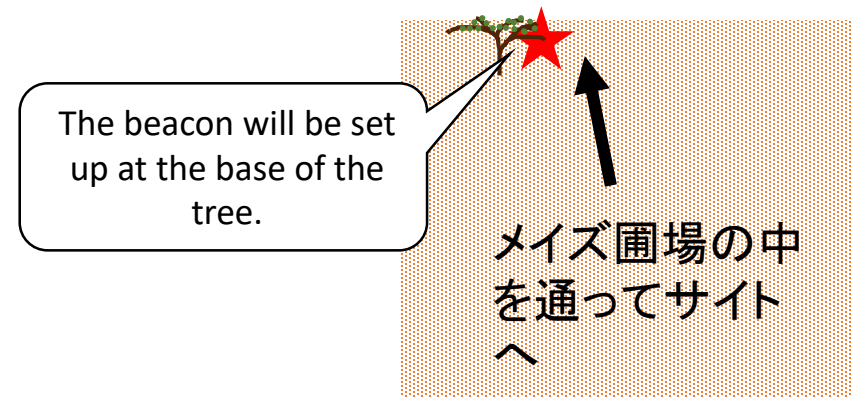 The beacon will be set
up at the base of the
tree.
メイズ圃場の中
を通ってサイト
へ